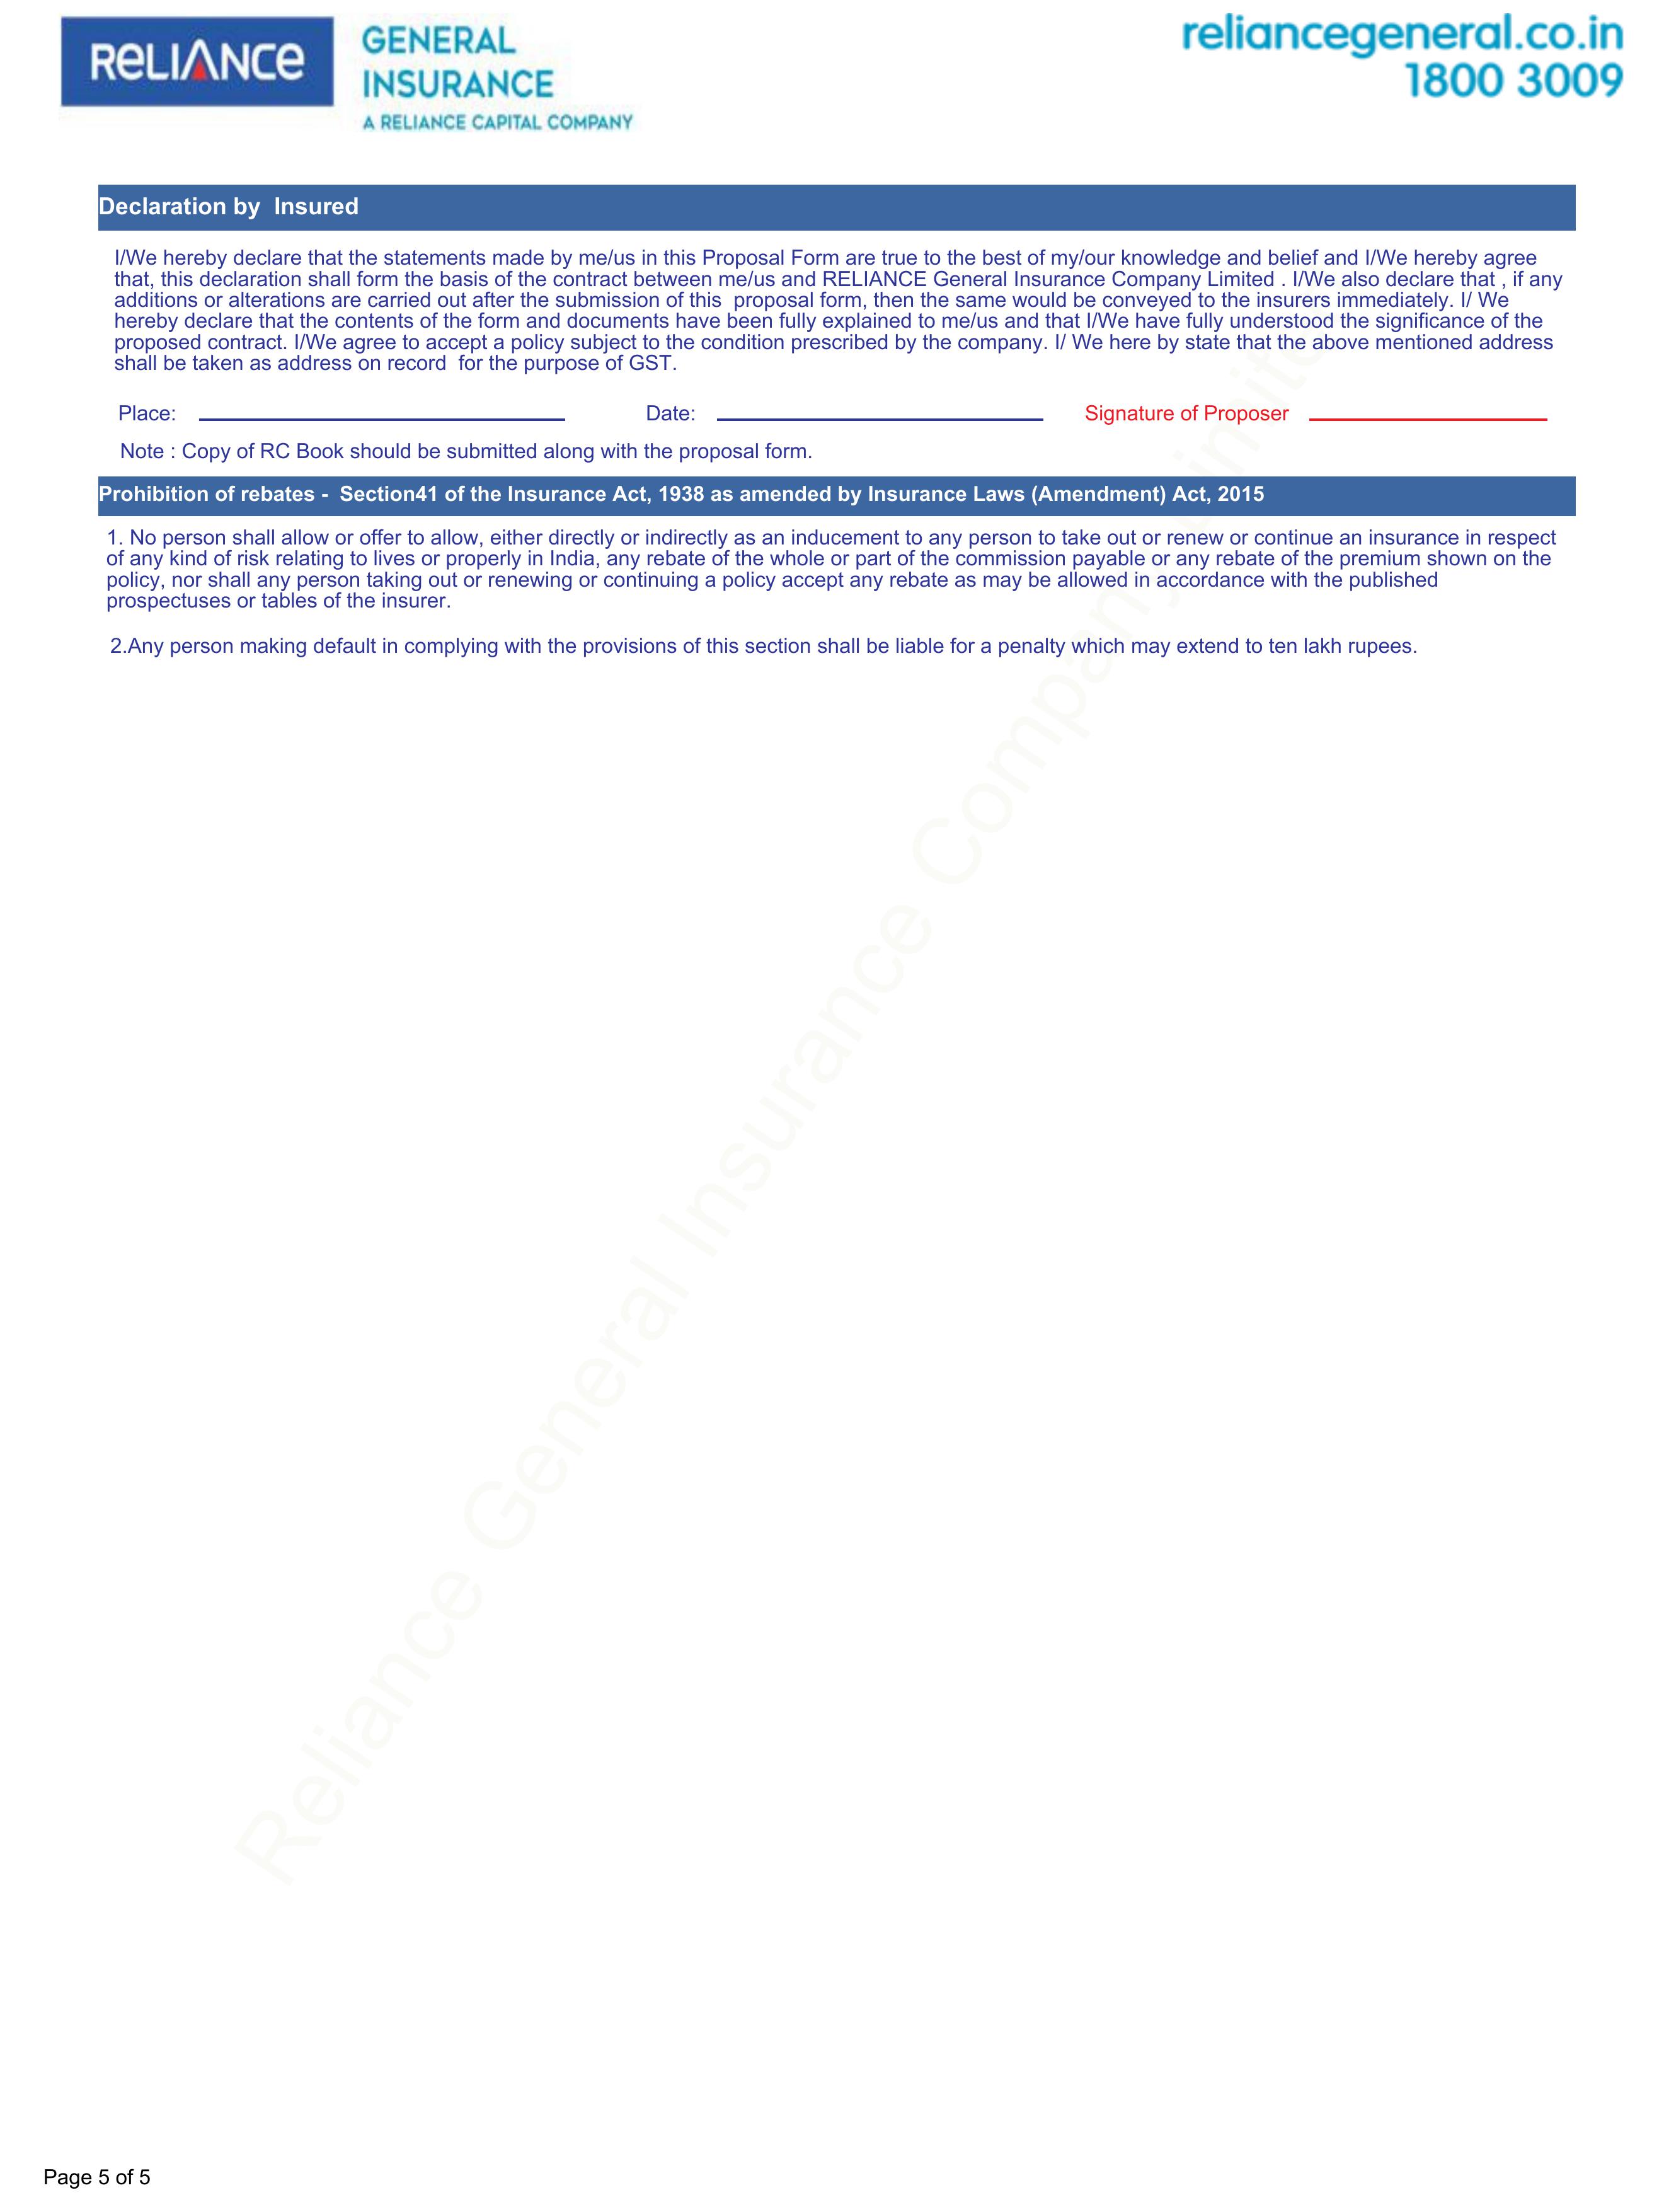 RELIANCE
GENERAL
INSURANCE
A RELIANCE CAPITAL COMPANY
reliancegeneral.co.in
1800 3009
Declaration by  Insured
I/We hereby declare that the statements made by me/us in this Proposal Form are true to the best of my/our knowledge and belief and I/We hereby agree
that, this declaration shall form the basis of the contract between me/us and RELIANCE General Insurance Company Limited . I/We also declare that , if any
additions or alterations are carried out after the submission of this  proposal form, then the same would be conveyed to the insurers immediately. I/ We
hereby declare that the contents of the form and documents have been fully explained to me/us and that I/We have fully understood the significance of the
proposed contract. I/We agree to accept a policy subject to the condition prescribed by the company. I/ We here by state that the above mentioned address
shall be taken as address on record  for the purpose of GST.
Place: Date: Signature of Proposer
Note : Copy of RC Book should be submitted along with the proposal form.
Prohibition of rebates -  Section41 of the Insurance Act, 1938 as amended by Insurance Laws (Amendment) Act, 2015
1. No person shall allow or offer to allow, either directly or indirectly as an inducement to any person to take out or renew or continue an insurance in respect
of any kind of risk relating to lives or properly in India, any rebate of the whole or part of the commission payable or any rebate of the premium shown on the
policy, nor shall any person taking out or renewing or continuing a policy accept any rebate as may be allowed in accordance with the published
prospectuses or tables of the insurer.
2.Any person making default in complying with the provisions of this section shall be liable for a penalty which may extend to ten lakh rupees.
Reliance General Insurance Company Limite
Page 5 of 5